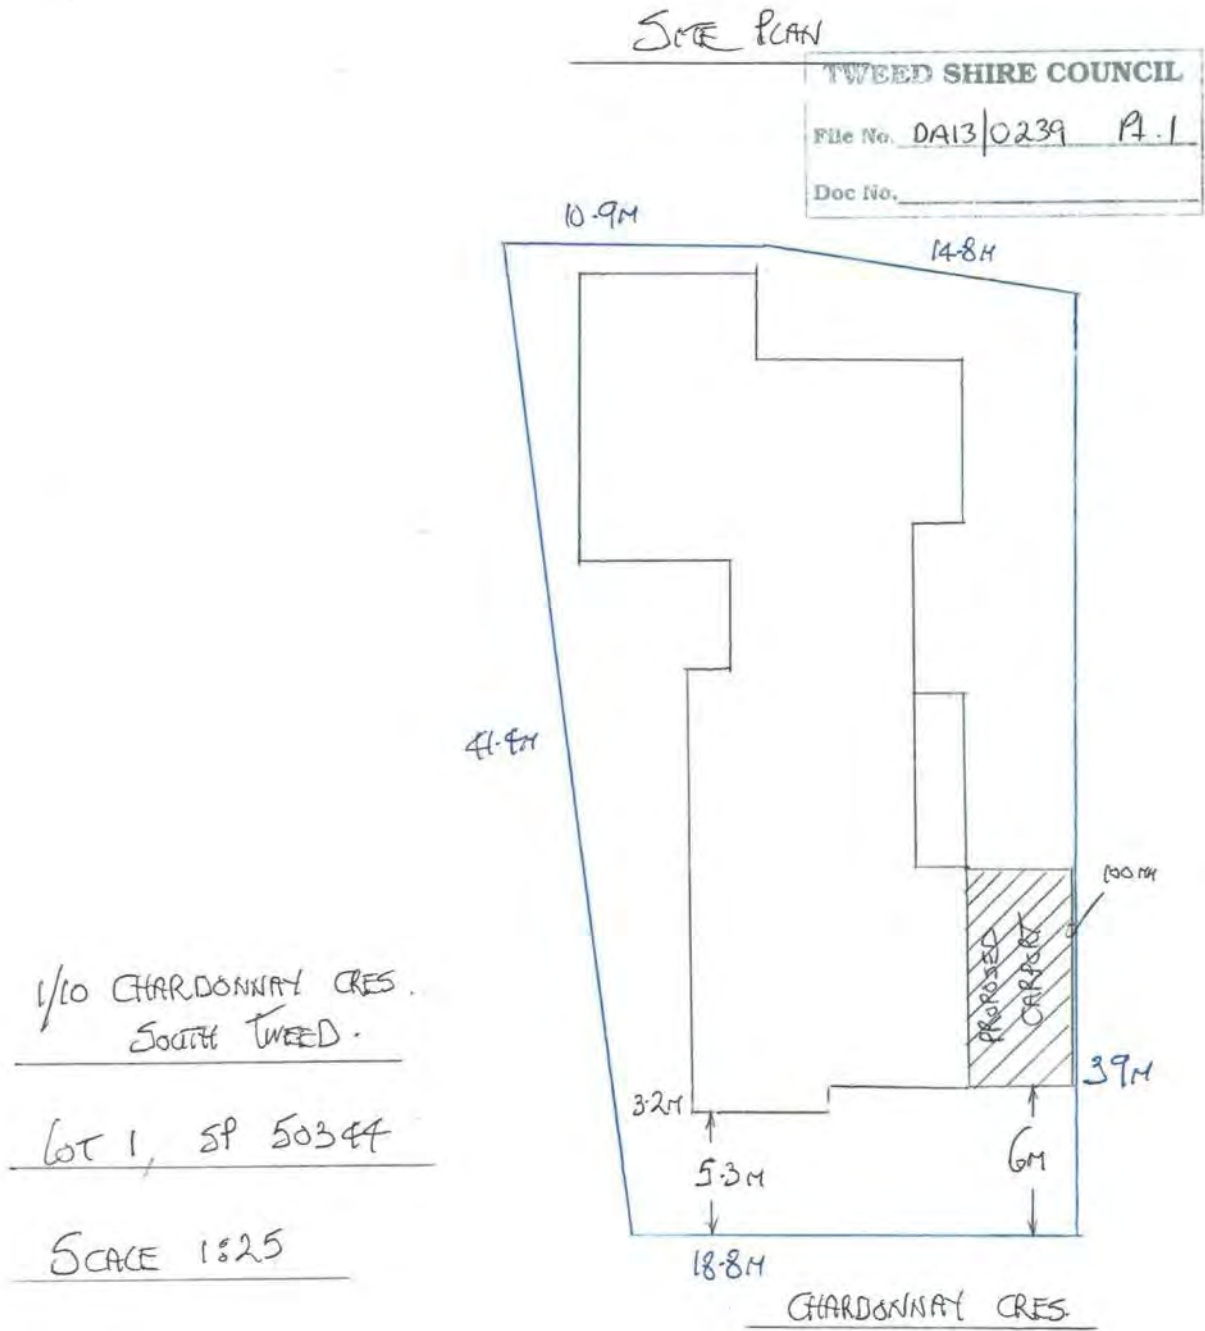 SITE PLAN
TWEED SHIRE COUNCIL
File No. DA13/0239 Pt.1
Doc No.
10.9M
14.8M
41.4M
100MM
PROPOSED
CARPORT
1/10 CHARDONNAY CRES.
SOUTH TWEED.
39M
3.2M
LOT 1, SP 50344
5.3M
6M
SCALE 1:25
18.8M
CHARDONNAY CRES.